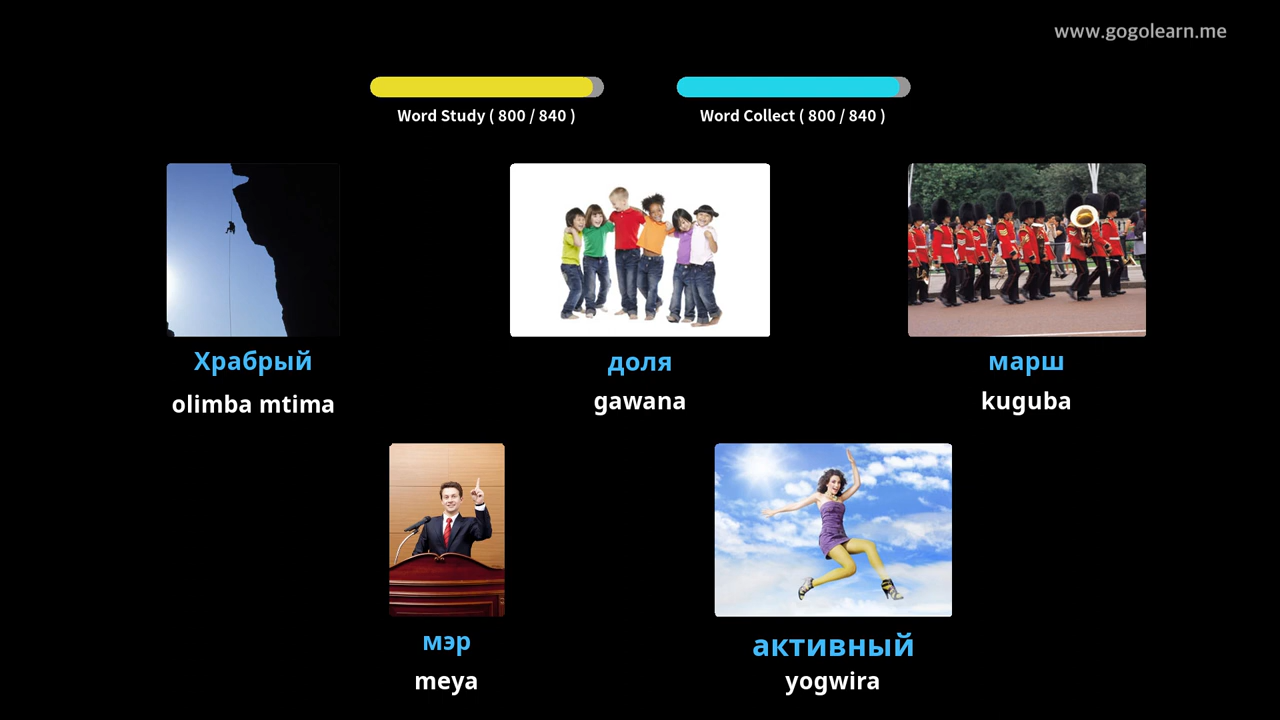 www.gogolearn.me
Word Study ( 800 / 840 )
Word Collect ( 800 / 840 )
Храбрый
olimba mtima
доля
gawana
марш
kuguba
мэр
meya
активный
yogwira